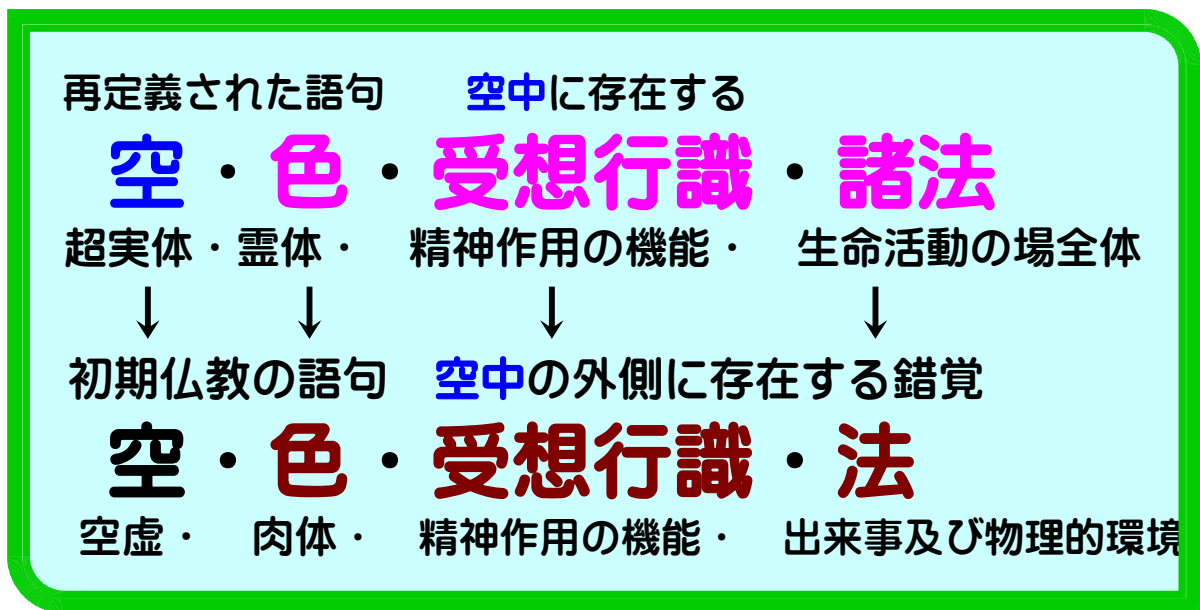 再定義された語句　空中に存在する
空・色・受想行識・諸法
超実体・霊体・　精神作用の機能・　生命活動の場全体
↓　↓　↓　↓
初期仏教の語句　空中の外側に存在する錯覚
空・色・受想行識・法
空虚・　肉体・　精神作用の機能・　出来事及び物理的環境